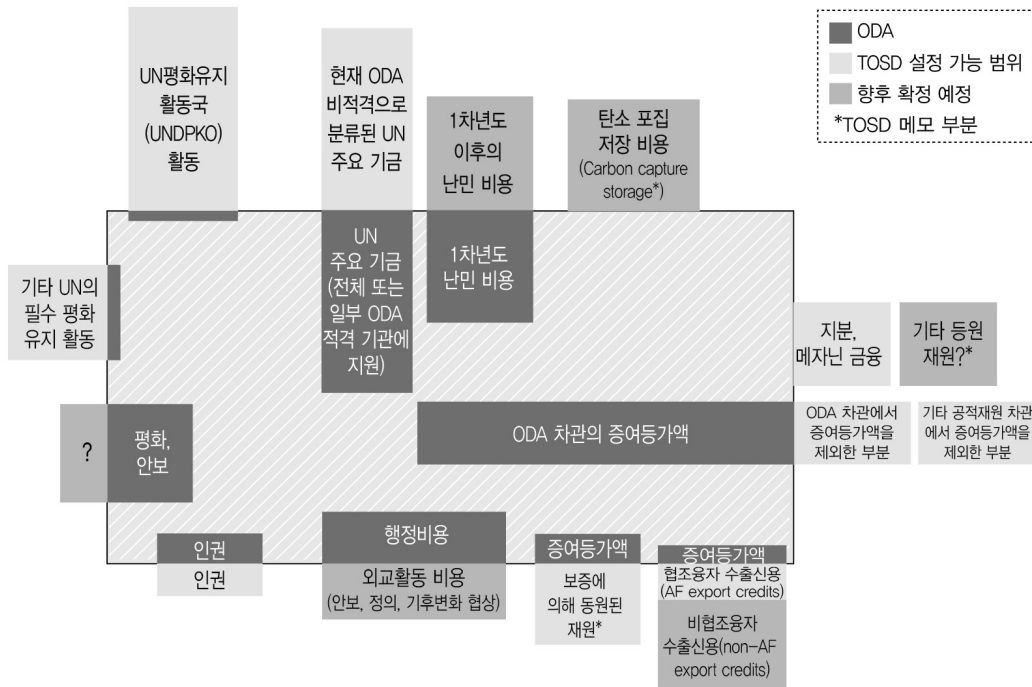 ODA
TOSD 설정 가능 범위
향후 확정 예정
*TOSD 메모 부분
UN평화유지
활동국
(UNDPKO)
활동
현재 ODA
비적격으로
분류된 UN
주요 기금
1차년도
이후의
난민 비용
탄소 포집
저장 비용
(Carbon capture
storage*)
기타 UN의
필수 평화
유지 활동
UN
주요 기금
(전체 또는
일부 ODA
적격 기관에
지원)
1차년도
난민 비용
지분,
메자닌 금융
기타 등원
재원?*
?
평화,
안보
ODA 차관의 증여등가액
ODA 차관에서
증여등가액을
제외한 부분
기타 공적재원 차관
에서 증여등가액을
제외한 부분
인권
인권
행정비용
외교활동 비용
(안보, 정의, 기후변화 협상)
증여등가액
보증에
의해 동원된
재원*
증여등가액
협조융자 수출신용
(AF export credits)
비협조융자
수출신용(non-AF
export credits)